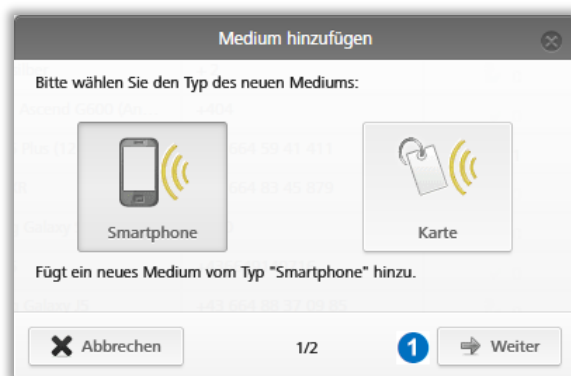 Medium hinzufügen
Bitte wählen Sie den Typ des neuen Mediums:
Smartphone
Karte
Fügt ein neues Medium vom Typ "Smartphone" hinzu.
Abbrechen
1/2
1
Weiter